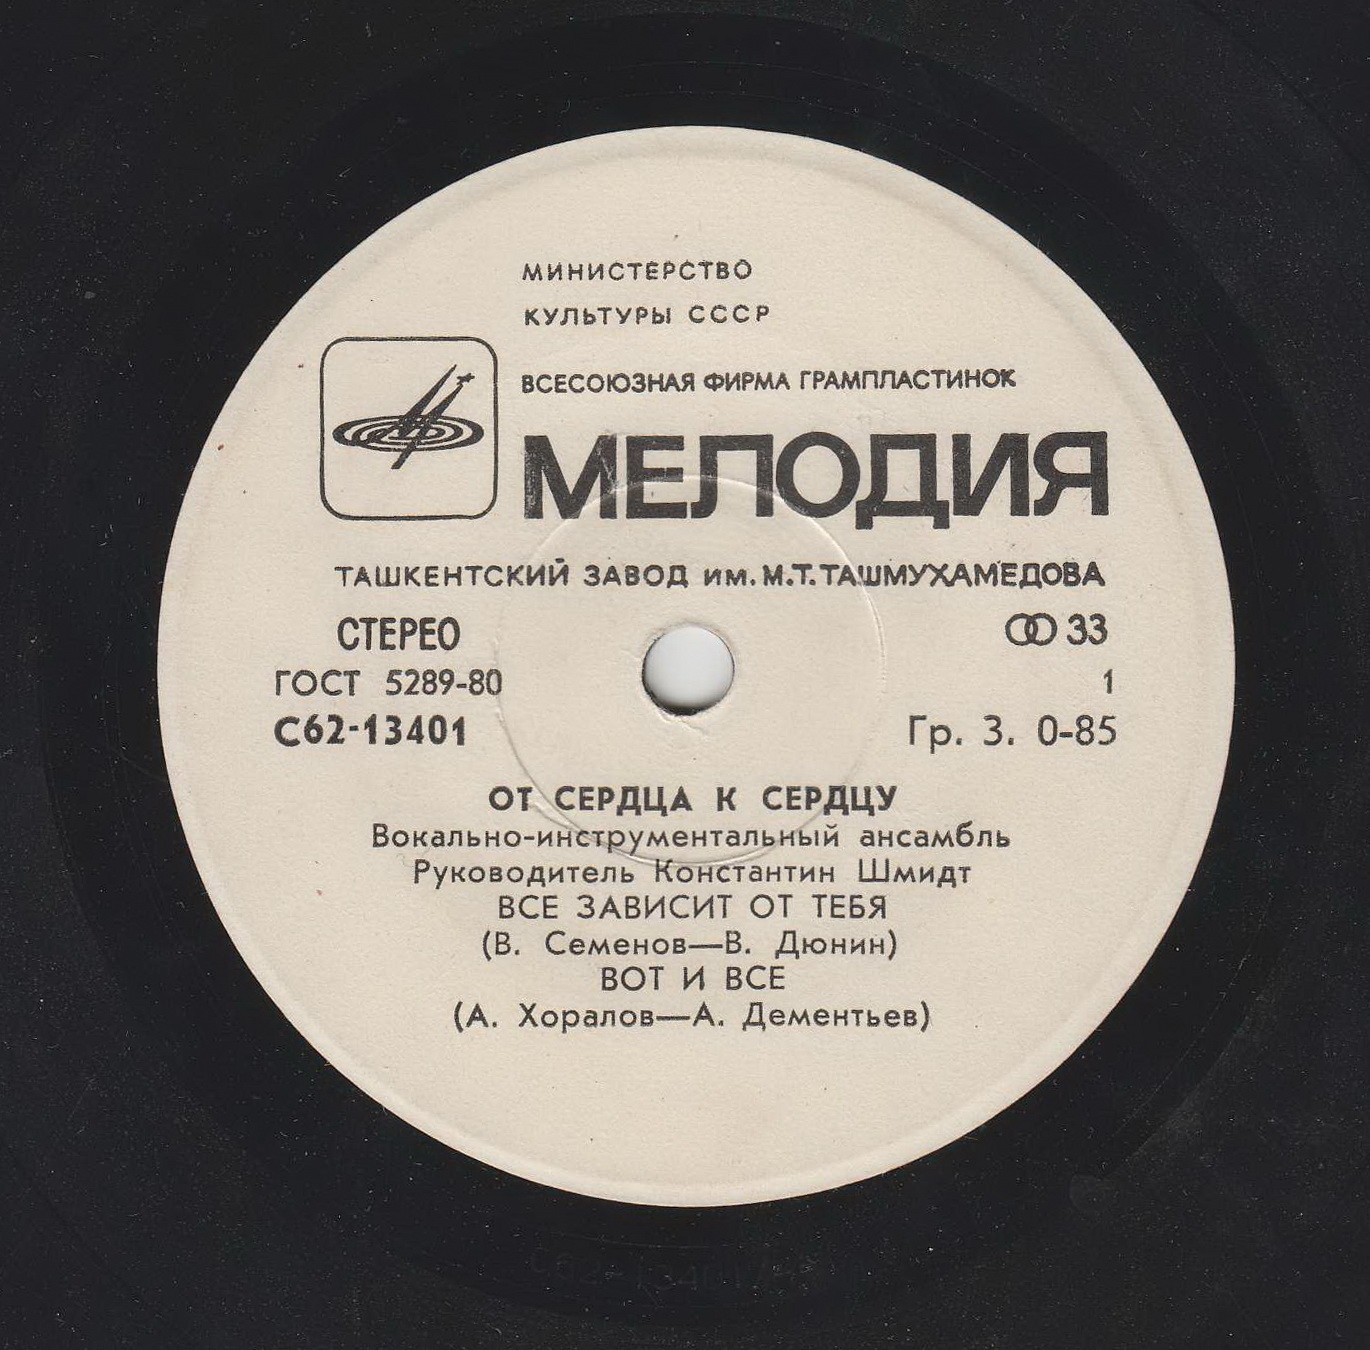 МИНИСТЕРСТВО
КУЛЬТУРЫ СССР
ВСЕСОЮЗНАЯ ФИРМА ГРАМПЛАСТИНОК
МЕЛОДИЯ
ТАШКЕНТСКИЙ ЗАВОД им. М.Т.ТАШМУХАМЕДОВА
СТЕРЕО 33
ГОСТ 5289-80 1
С62-13401 Гр. 3. 0-85
ОТ СЕРДЦА К СЕРДЦУ
Вокально-инструментальный ансамбль
Руководитель Константин Шмидт
ВСЕ ЗАВИСИТ ОТ ТЕБЯ
(В. Семенов—В. Дюнин)
ВОТ И ВСЕ
(А. Хоралов—А. Дементьев)